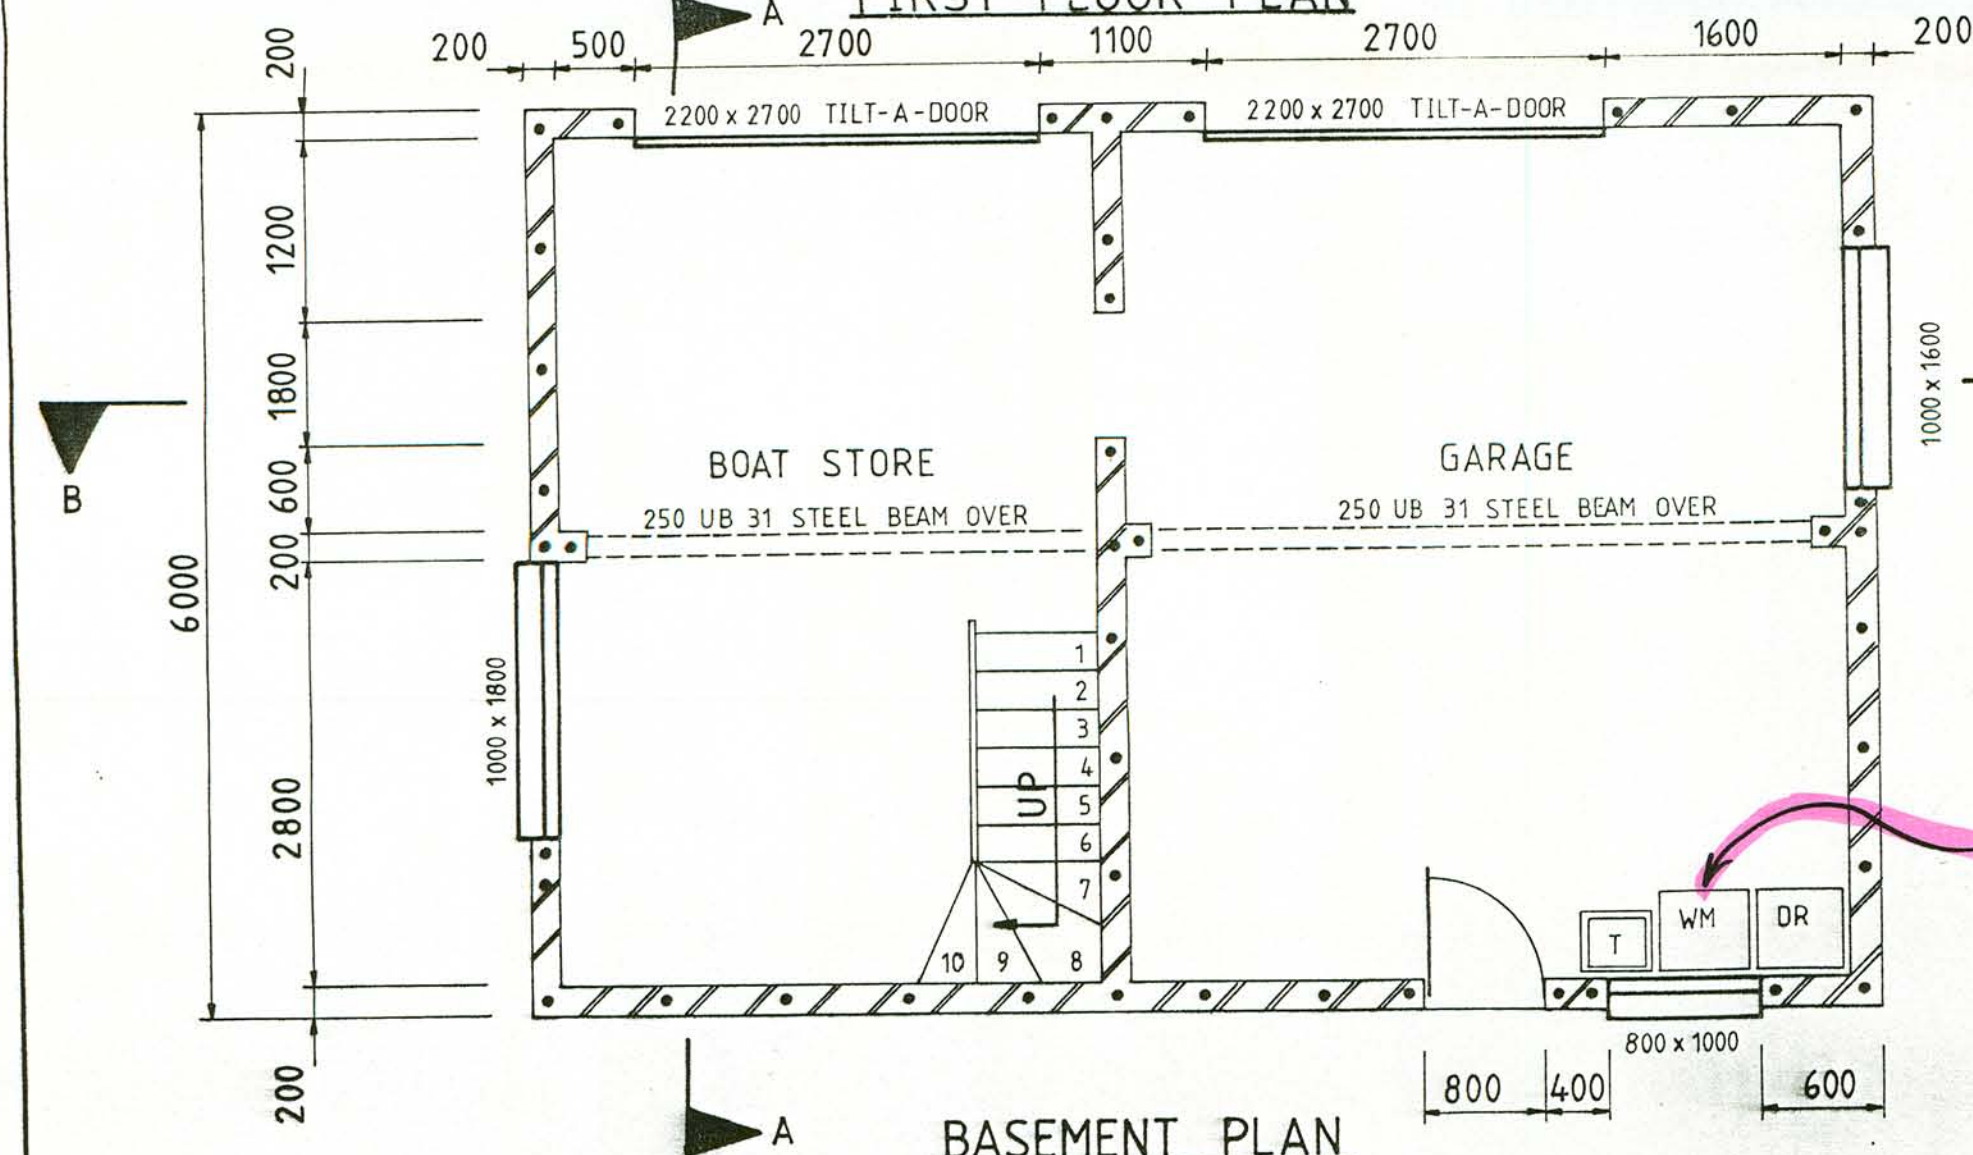 FIRST FLOOR PLAN
A
200 500 2700 1100 2700 1600 200
200
2200 x 2700 TILT-A-DOOR
2200 x 2700 TILT-A-DOOR
1200
1800
600
200
2800
200
6000
B
1000 x 1600
BOAT STORE
GARAGE
250 UB 31 STEEL BEAM OVER
250 UB 31 STEEL BEAM OVER
1000 x 1800
1
2
3
4
5
6
7
8
9
10
UP
T
WM
DR
800 x 1000
800 400 600
A
BASEMENT PLAN